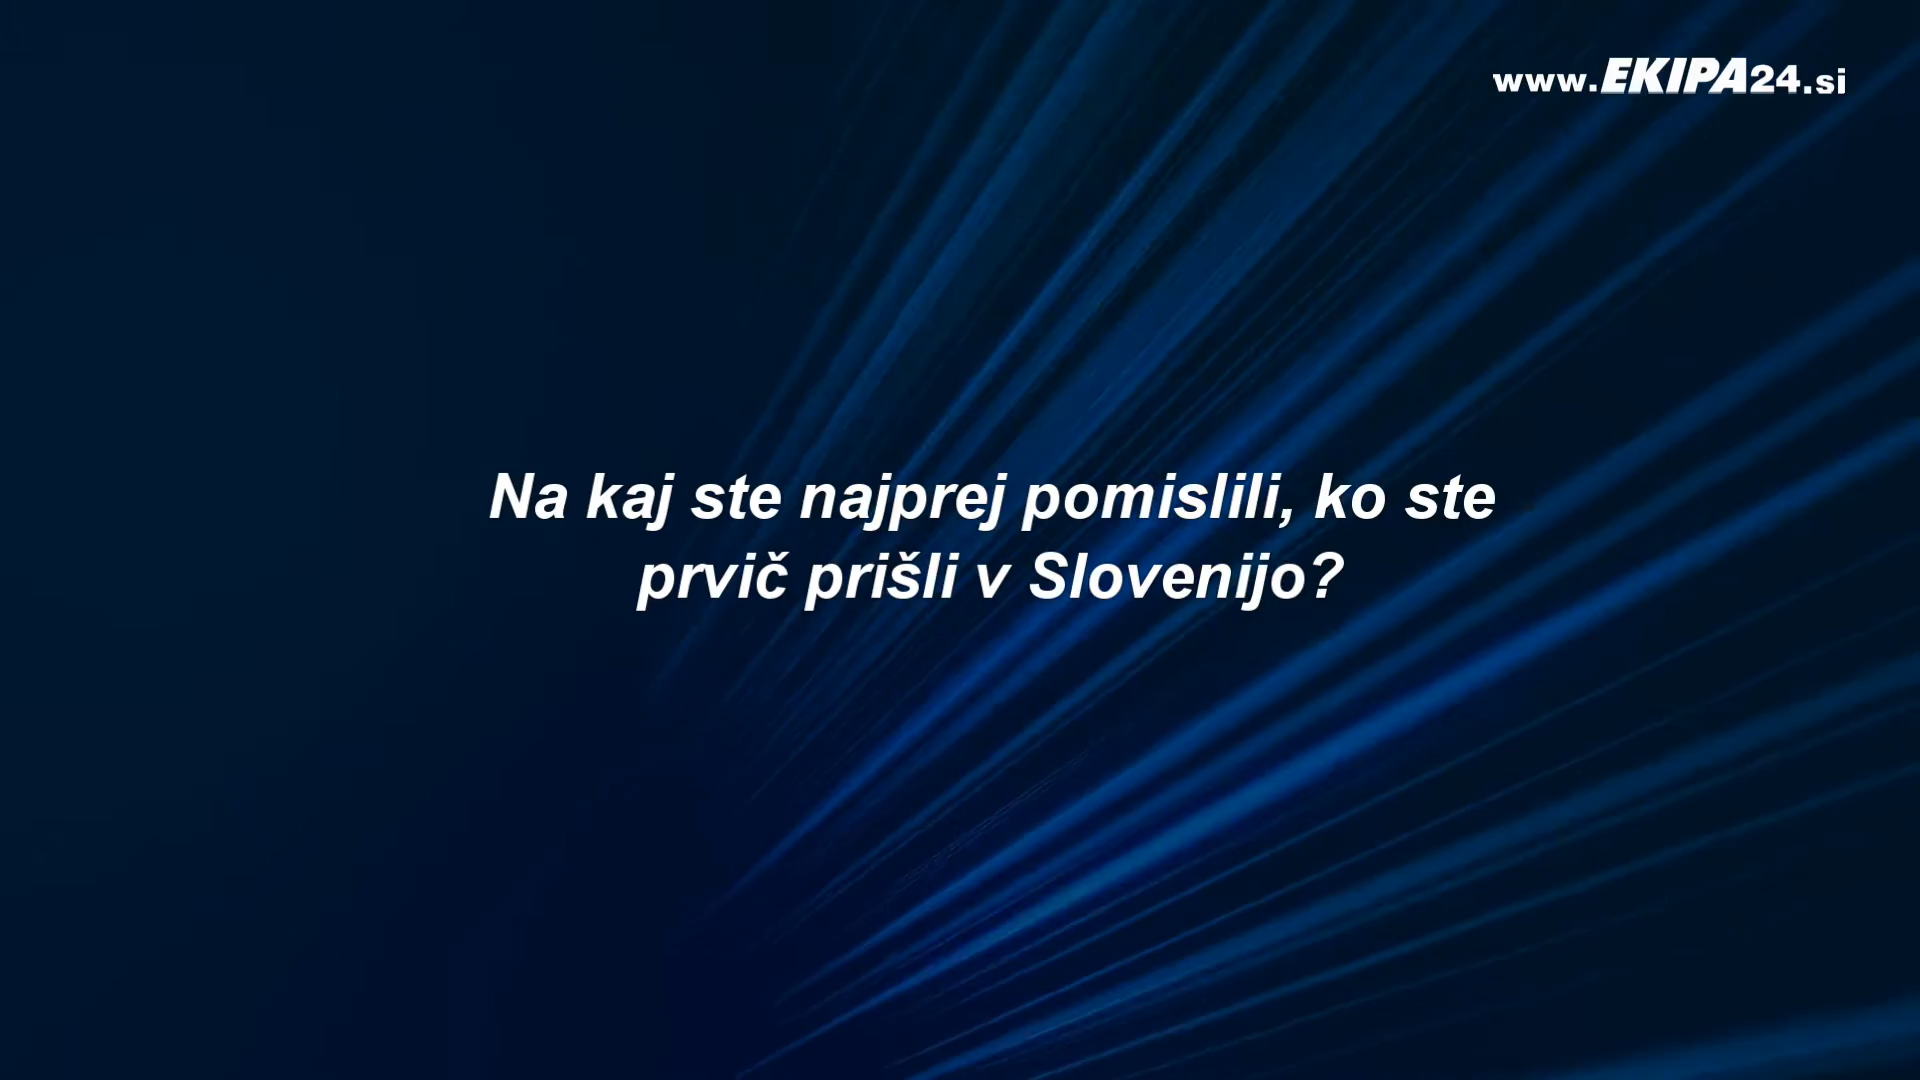 www.EKIPA24.si
Na kaj ste najprej pomislili, ko ste
prvič prišli v Slovenijo?